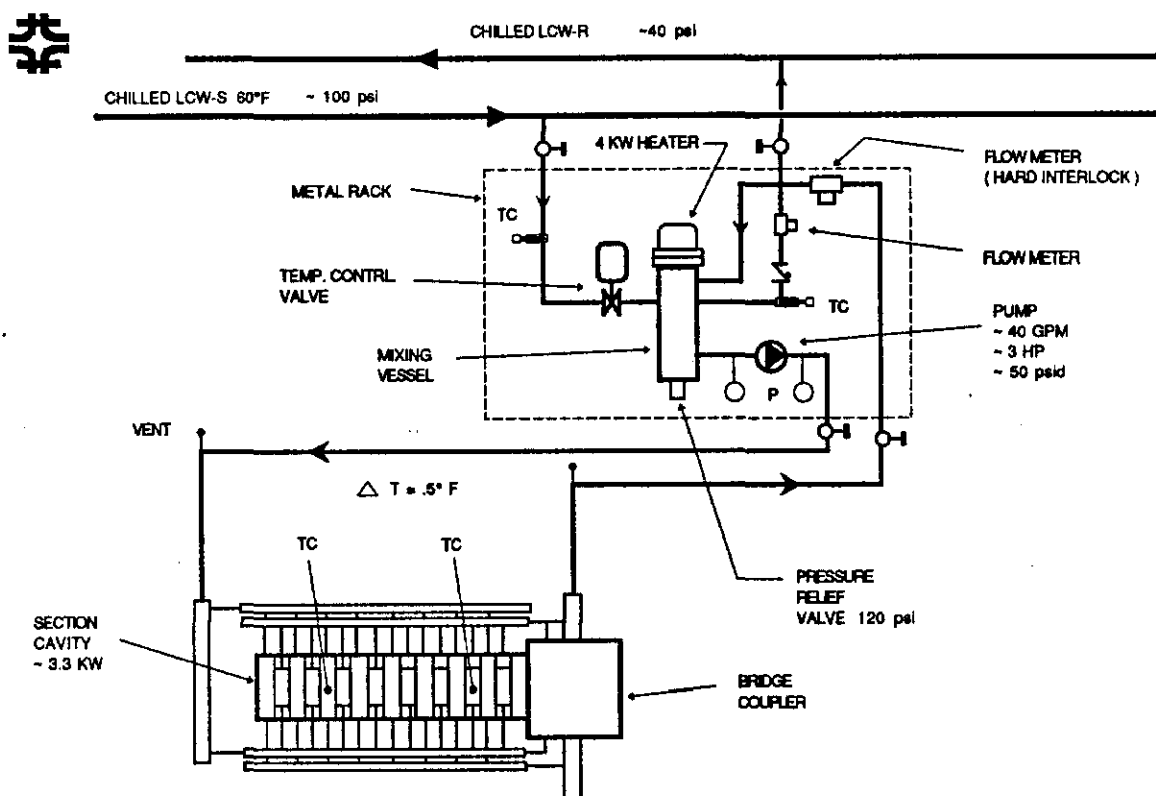 CHILLED LCW-R ~40 psi
CHILLED LCW-S 60°F ~ 100 psi
4 KW HEATER
FLOW METER
( HARD INTERLOCK )
METAL RACK
TC
FLOW METER
TEMP. CONTRL
VALVE
TC
PUMP
~ 40 GPM
~ 3 HP
~ 50 psid
MIXING
VESSEL
P
VENT
△ T = .5° F
TC
TC
PRESSURE
RELIEF
VALVE 120 psi
SECTION
CAVITY
~ 3.3 KW
BRIDGE
COUPLER